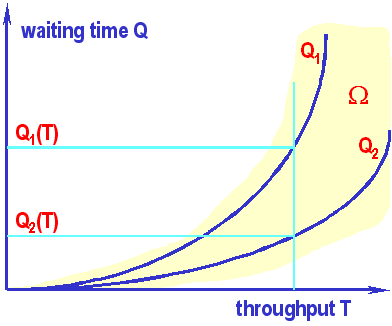 waiting time Q
Q₁
Ω
Q₁(T)
Q₂
Q₂(T)
throughput T